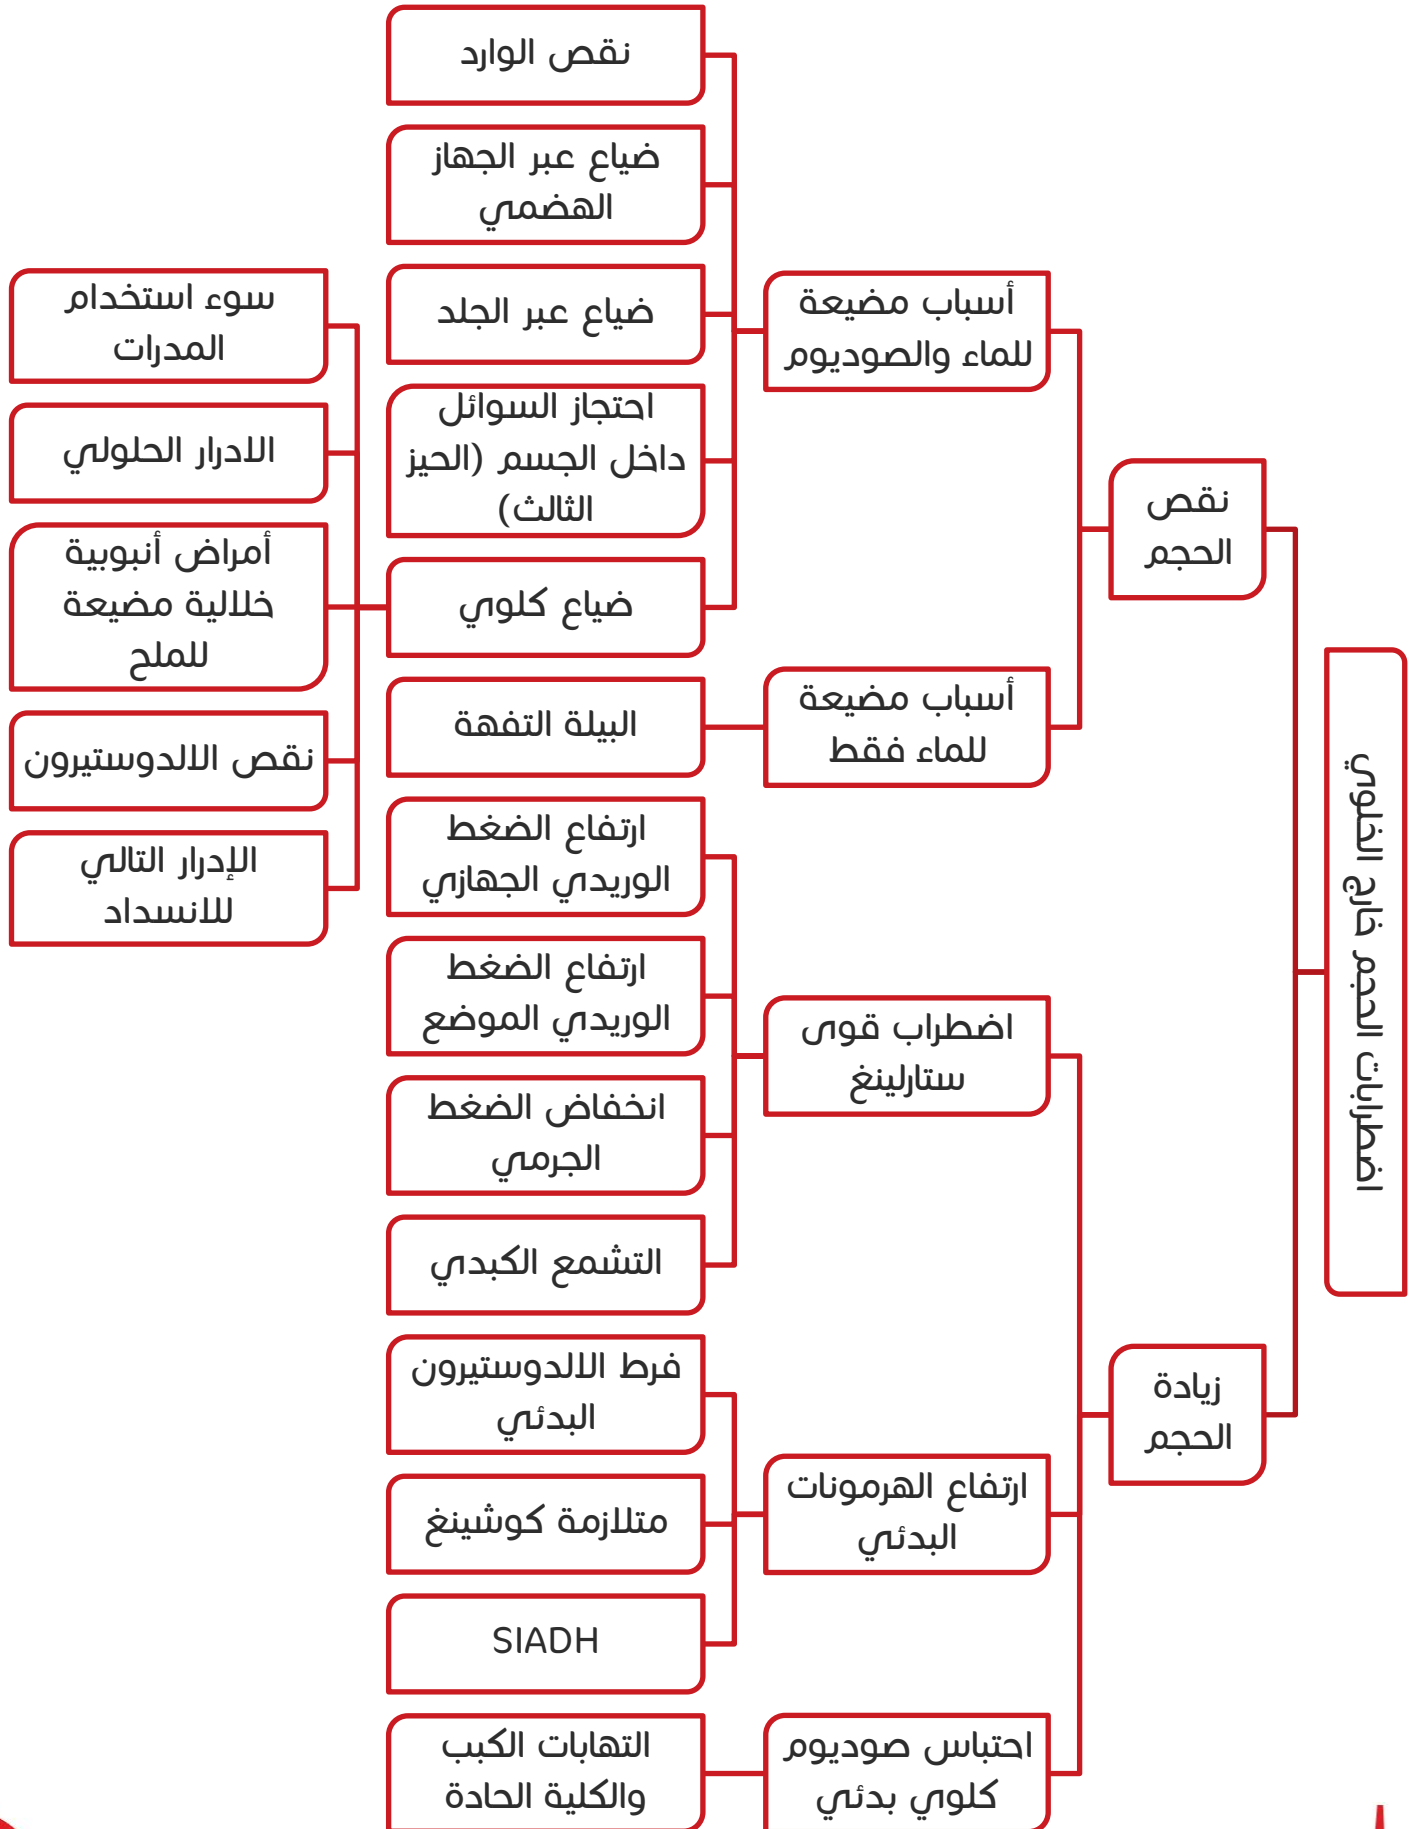 اضطرابات الحجم خارج الخلوي
نقص
الحجم
أسباب مضيعة
للماء والصوديوم
نقص الوارد
ضياع عبر الجهاز
الهضمي
ضياع عبر الجلد
احتجاز السوائل
داخل الجسم (الحيز
الثالث)
ضياع كلوي
سوء استخدام
المدرات
الادرار الحلولي
أمراض أنبوبية
خلالية مضيعة
للملح
نقص الالدوستيرون
الإدرار التالي
للانسداد
أسباب مضيعة
للماء فقط
البيلة التفهة
زيادة
الحجم
اضطراب قوى
ستارلينغ
ارتفاع الضغط
الوريدي الجهازي
ارتفاع الضغط
الوريدي الموضع
انخفاض الضغط
الجرمي
التشمع الكبدي
ارتفاع الهرمونات
البدئي
فرط الالدوستيرون
البدئي
متلازمة كوشينغ
SIADH
احتباس صوديوم
كلوي بدئي
التهابات الكبب
والكلية الحادة